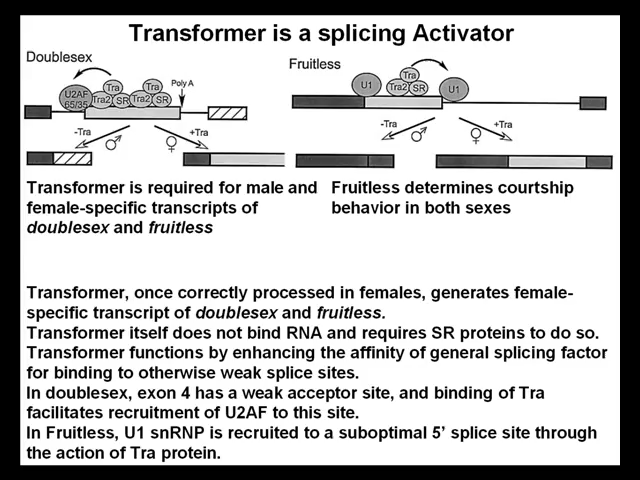 Transformer is a splicing Activator
Doublesex
U2AF
65/35
Tra
Tra2
SR
Tra
Tra2
SR
Poly A
-Tra
♂
♀
+Tra
Fruitless
U1
Tra
Tra2
SR
U1
-Tra
♂
♀
+Tra
Transformer is required for male and
female-specific transcripts of
doublesex and fruitless
Fruitless determines courtship
behavior in both sexes
Transformer, once correctly processed in females, generates female-
specific transcript of doublesex and fruitless.
Transformer itself does not bind RNA and requires SR proteins to do so.
Transformer functions by enhancing the affinity of general splicing factor
for binding to otherwise weak splice sites.
In doublesex, exon 4 has a weak acceptor site, and binding of Tra
facilitates recruitment of U2AF to this site.
In Fruitless, U1 snRNP is recruited to a suboptimal 5’ splice site through
the action of Tra protein.